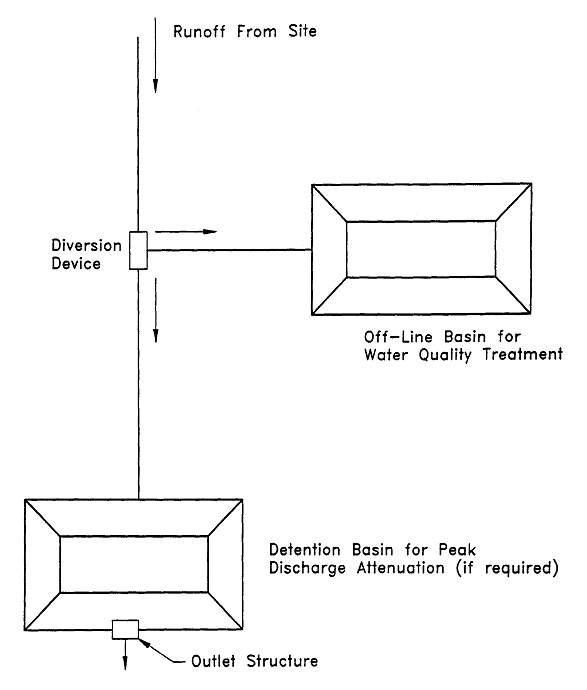 Runoff From Site
Diversion
Device
Off-Line Basin for
Water Quality Treatment
Detention Basin for Peak
Discharge Attenuation (if required)
Outlet Structure